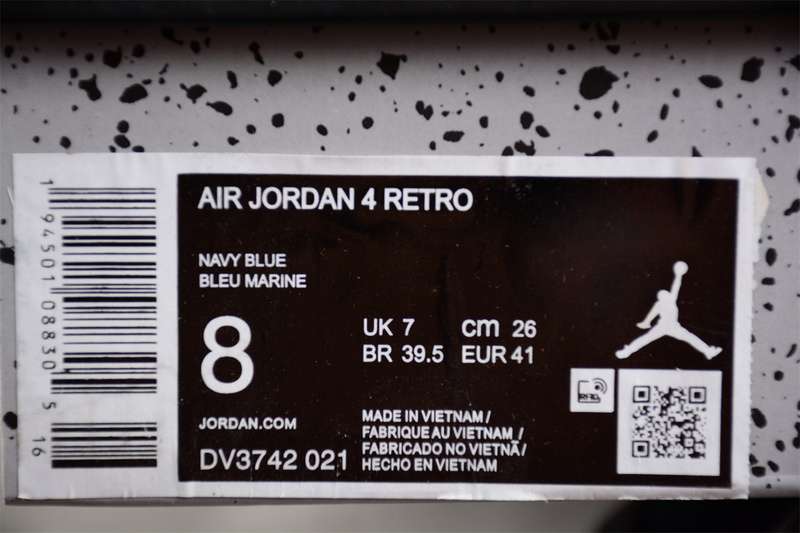 AIR JORDAN 4 RETRO
NAVY BLUE
BLEU MARINE
8
UK 7 cm 26
BR 39.5 EUR 41
JORDAN.COM
DV3742 021
MADE IN VIETNAM /
FABRIQUE AU VIETNAM /
FABRICADO NO VIETNÃ /
HECHO EN VIETNAM
1 94501 08830 5
16